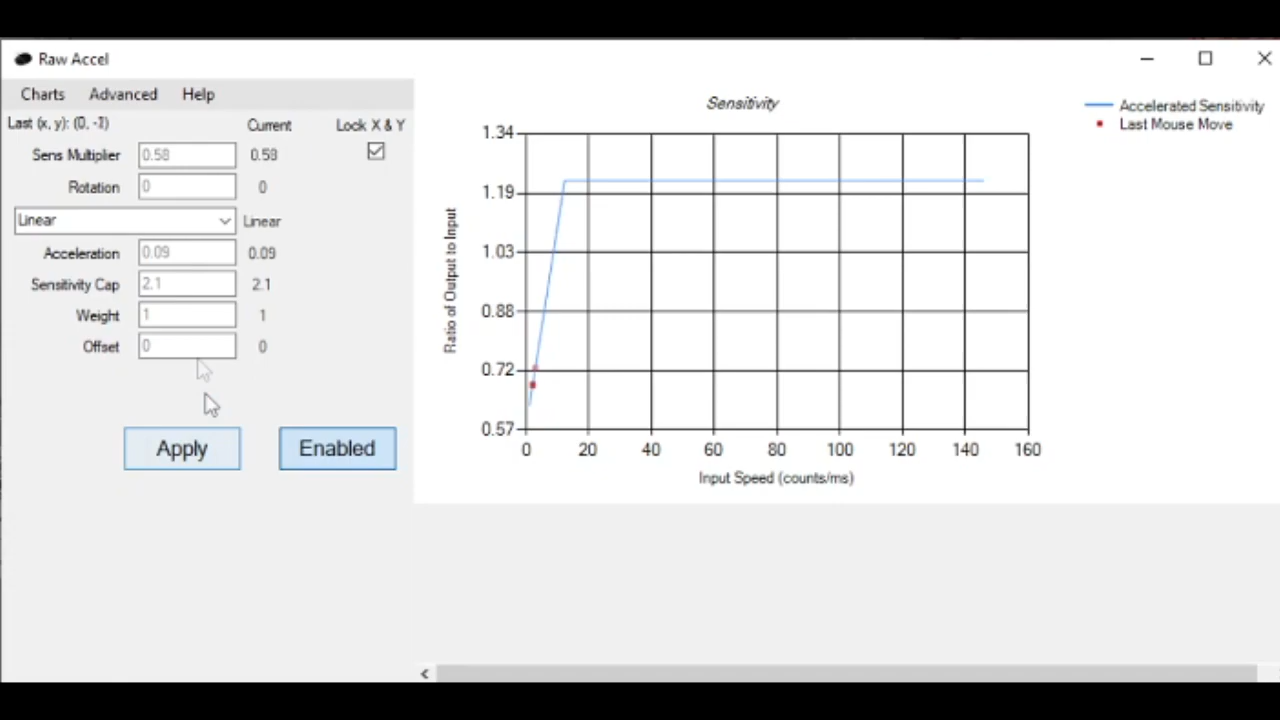 Raw Accel
Charts Advanced Help
Last (x, y): (0, -1)
Current
Lock X & Y
Sens Multiplier 0.58 0.58
Rotation 0 0
Linear Linear
Acceleration 0.09 0.09
Sensitivity Cap 2.1 2.1
Weight 1 1
Offset 0 0
Apply Enabled
Sensitivity
Accelerated Sensitivity
Last Mouse Move
Ratio of Output to Input
1.34
1.19
1.03
0.88
0.72
0.57
0 20 40 60 80 100 120 140 160
Input Speed (counts/ms)